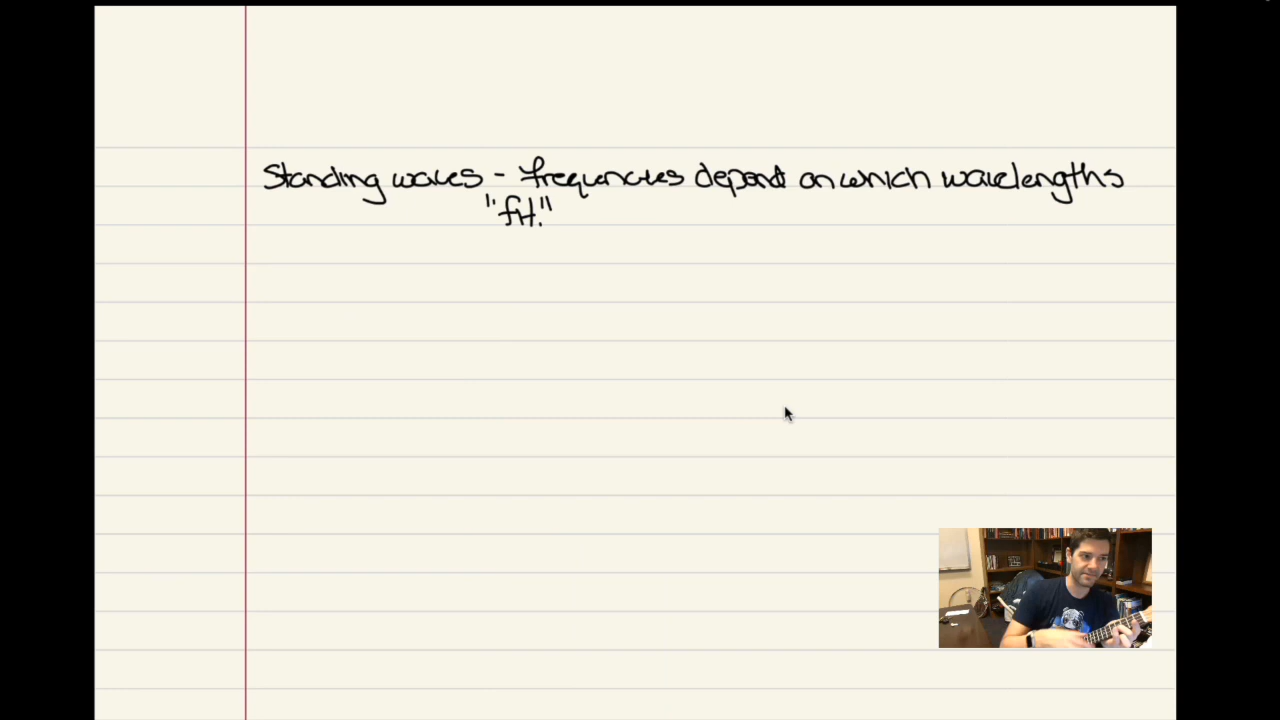 Standing waves - frequencies depend on which wavelengths
"fit."